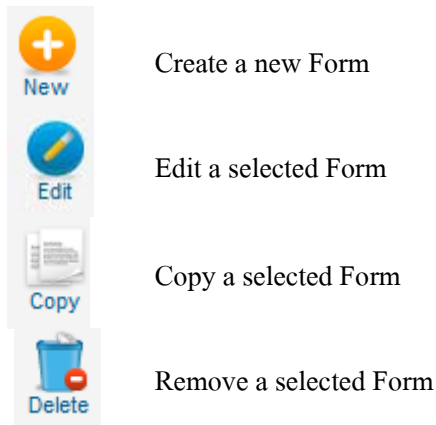 New
Create a new Form
Edit
Edit a selected Form
Copy
Copy a selected Form
Delete
Remove a selected Form